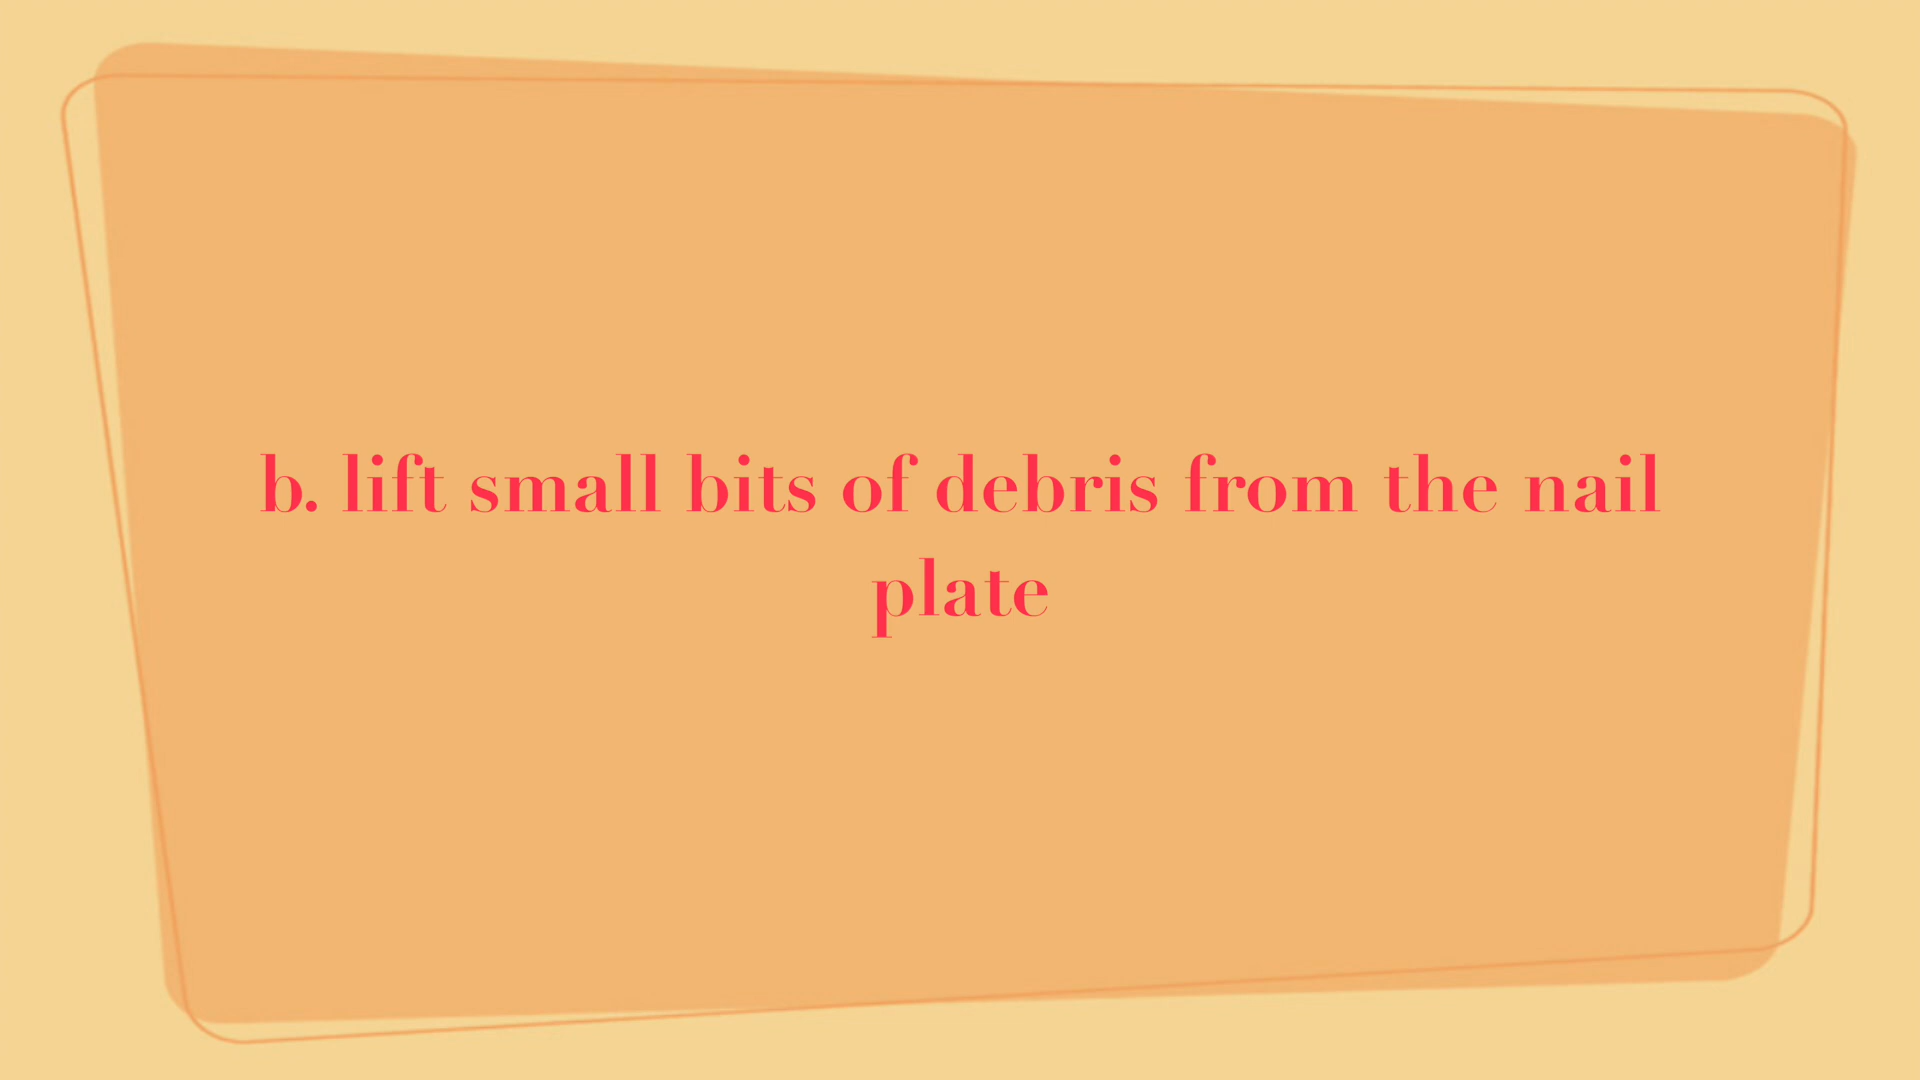 b. lift small bits of debris from the nail
plate